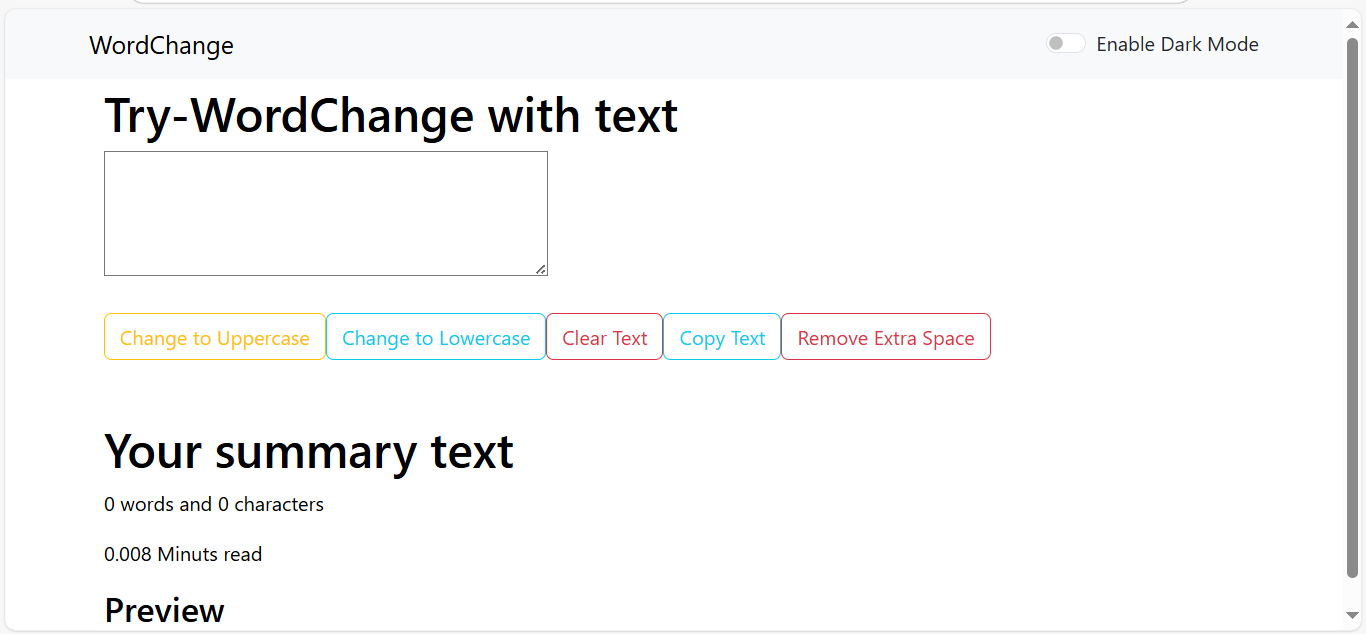 WordChange
Enable Dark Mode
Try-WordChange with text
Change to Uppercase Change to Lowercase Clear Text Copy Text Remove Extra Space
Your summary text
0 words and 0 characters
0.008 Minuts read
Preview